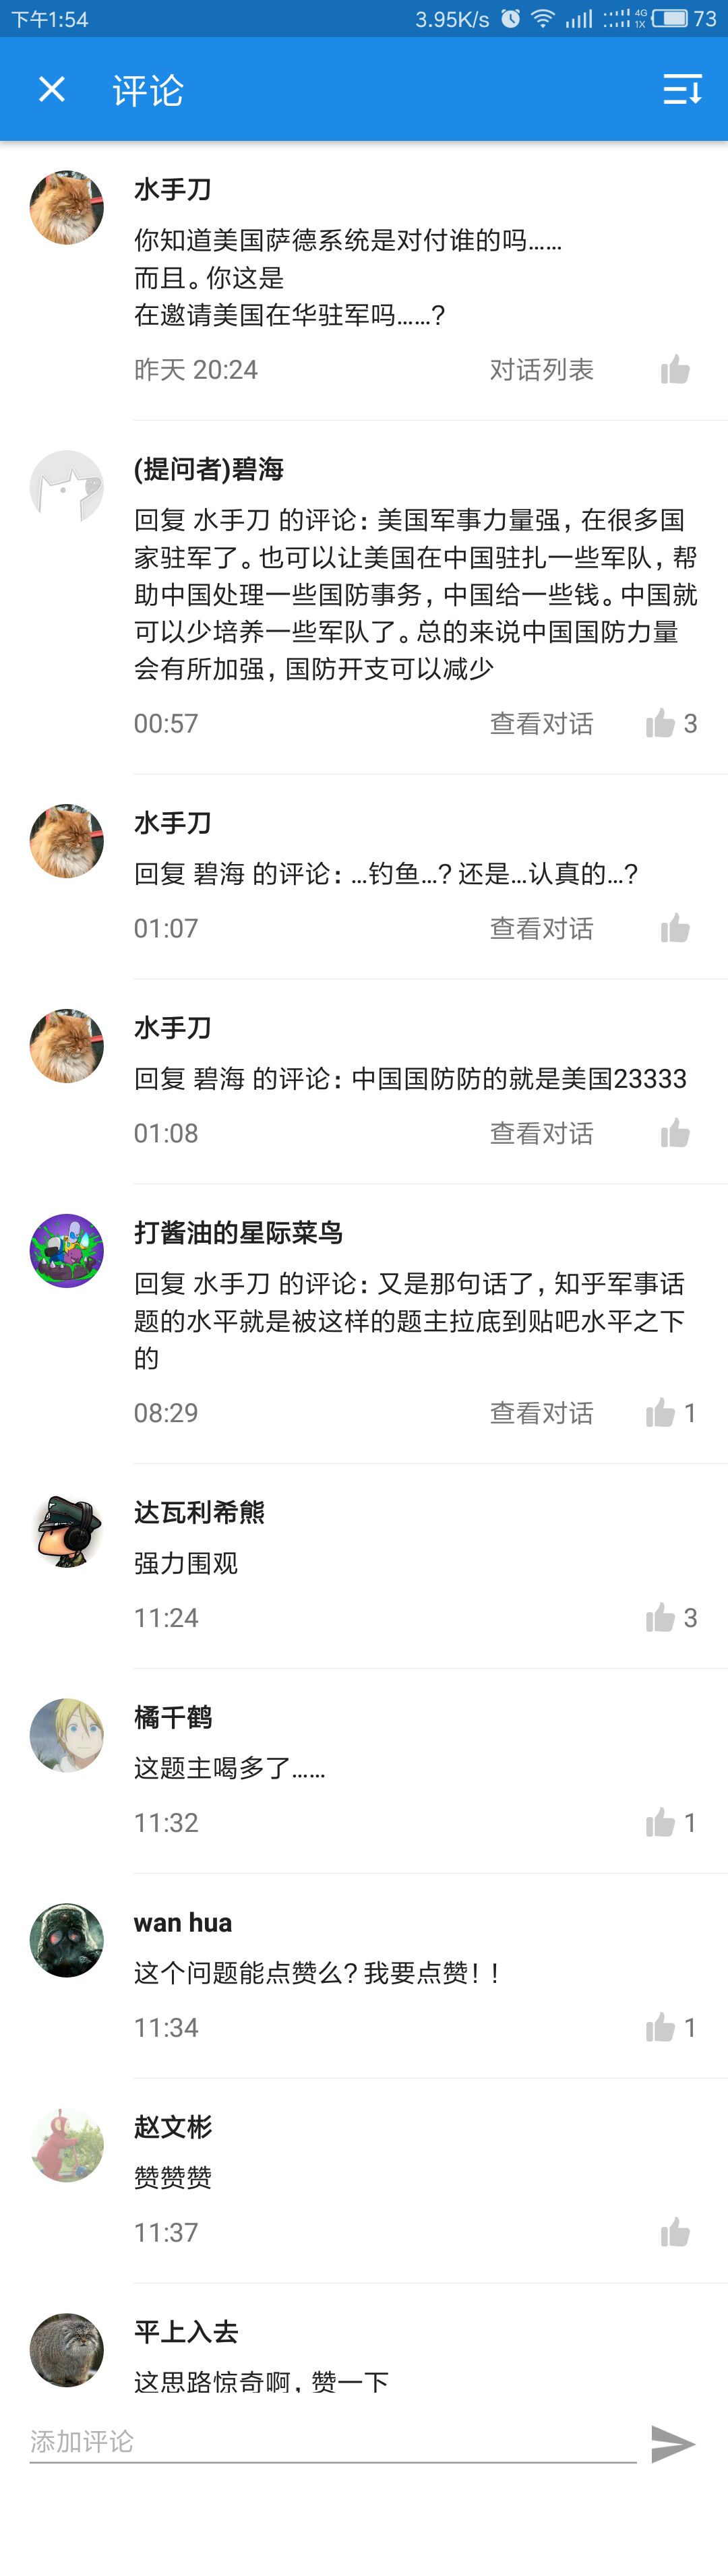 下午1:54 3.95K/s 4G 1X 73
评论
水手刀
你知道美国萨德系统是对付谁的吗……
而且。你这是
在邀请美国在华驻军吗……?
昨天 20:24 对话列表
(提问者)碧海
回复 水手刀 的评论：美国军事力量强，在很多国
家驻军了。也可以让美国在中国驻扎一些军队，帮
助中国处理一些国防事务，中国给一些钱。中国就
可以少培养一些军队了。总的来说中国国防力量
会有所加强，国防开支可以减少
00:57 查看对话 3
水手刀
回复 碧海 的评论：…钓鱼…? 还是…认真的…?
01:07 查看对话
水手刀
回复 碧海 的评论：中国国防防的就是美国23333
01:08 查看对话
打酱油的星际菜鸟
回复 水手刀 的评论：又是那句话了，知乎军事话
题的水平就是被这样的题主拉底到贴吧水平之下
的
08:29 查看对话 1
达瓦利希熊
强力围观
11:24 3
橘千鹤
这题主喝多了……
11:32 1
wan hua
这个问题能点赞么？我要点赞！！
11:34 1
赵文彬
赞赞赞
11:37
平上入去
这思路惊奇啊，赞一下
添加评论